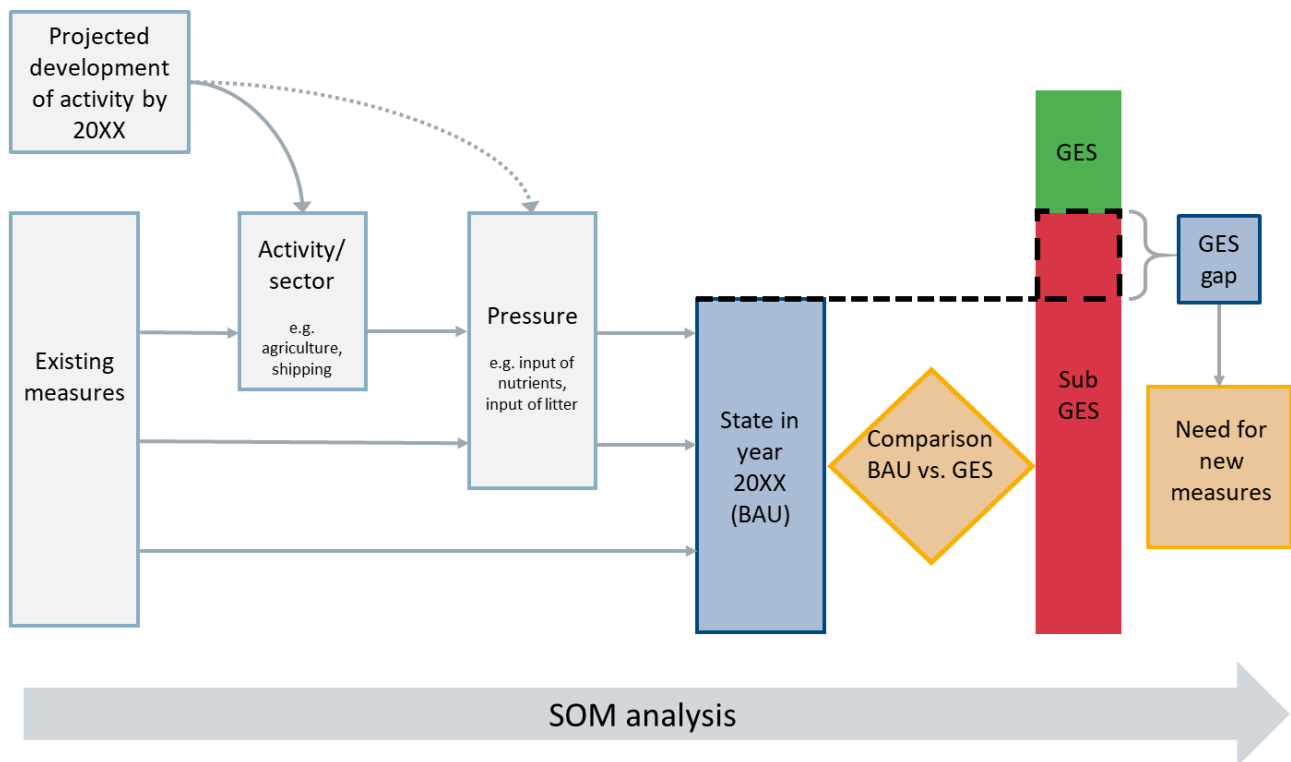 Projected
development
of activity by
20XX
Existing
measures
Activity/
sector
e.g.
agriculture,
shipping
Pressure
e.g. input of
nutrients,
input of litter
State in
year
20XX
(BAU)
Comparison
BAU vs. GES
GES
Sub
GES
GES
gap
Need for
new
measures
SOM analysis